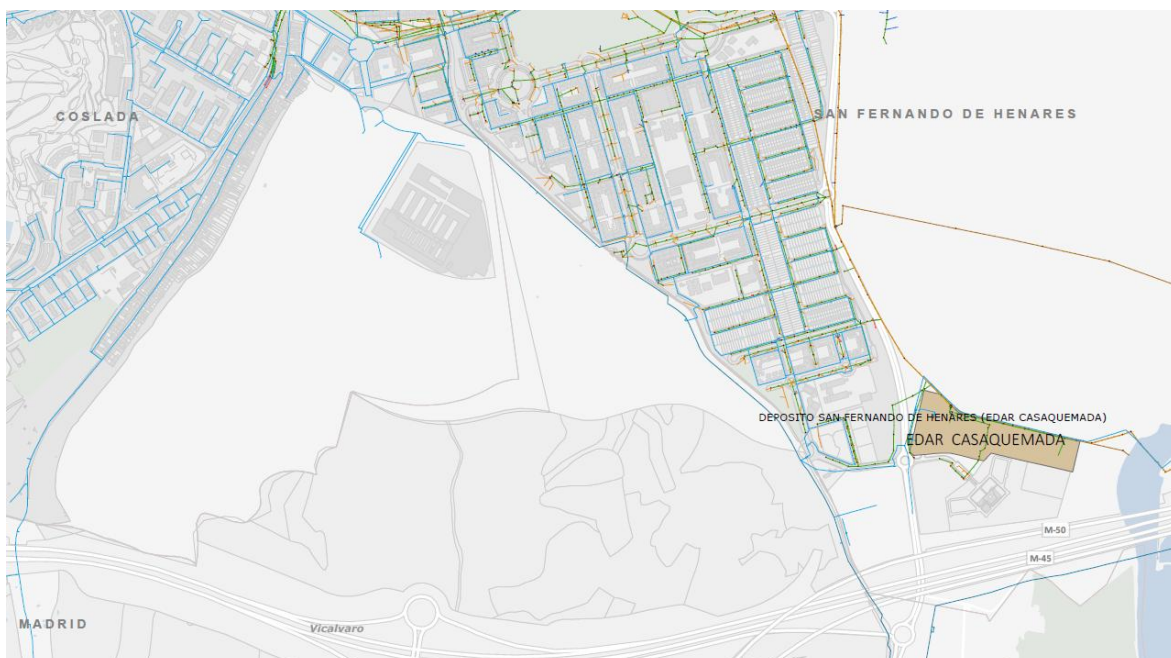 COSLADA
SAN FERNANDO DE HENARES
DEPOSITO SAN FERNANDO DE HENARES (EDAR CASAQUEMADA)
EDAR CASAQUEMADA
M-50
M-45
MADRID
Vicalvaro